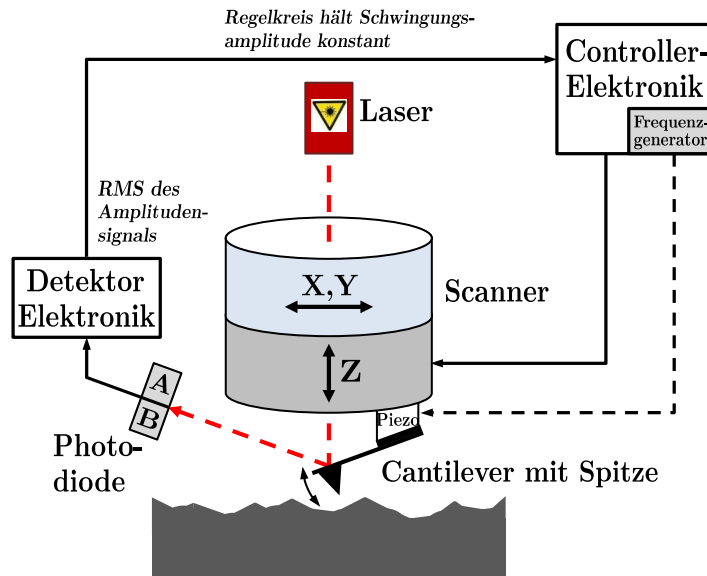 Regelkreis hält Schwingungs-
amplitude konstant
Controller-
Elektronik
Frequenz-
generator
Laser
RMS des
Amplituden-
signals
Detektor
Elektronik
X,Y
Scanner
Z
A
B
Piezo
Photo-
diode
Cantilever mit Spitze